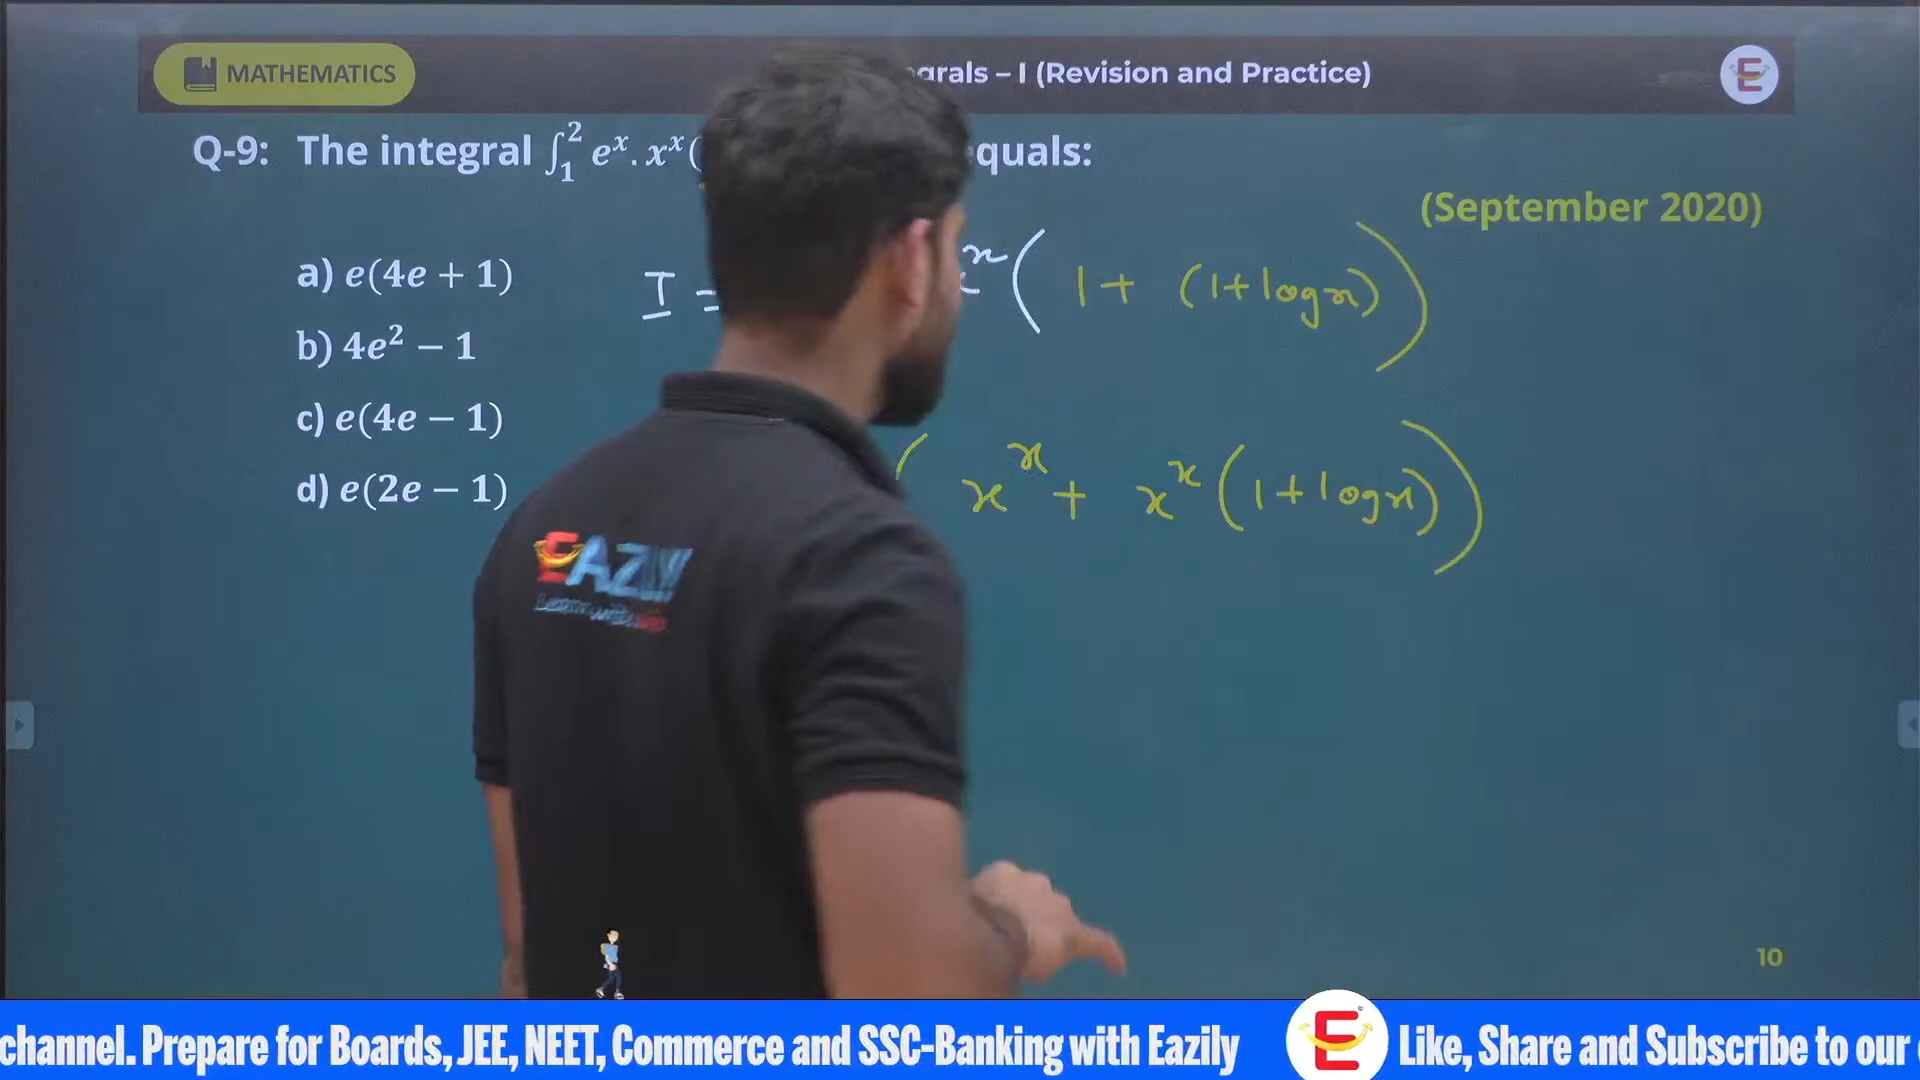 MATHEMATICS
grals – I (Revision and Practice)
E
Q-9: The integral ∫₁² eˣ. xˣ( quals:
(September 2020)
a) e(4e + 1)
b) 4e² − 1
c) e(4e − 1)
d) e(2e − 1)
I = x (1+ (1+logx))
(xˣ + xˣ(1+logx))
EAZILY
10
channel. Prepare for Boards, JEE, NEET, Commerce and SSC-Banking with Eazily
E Like, Share and Subscribe to our